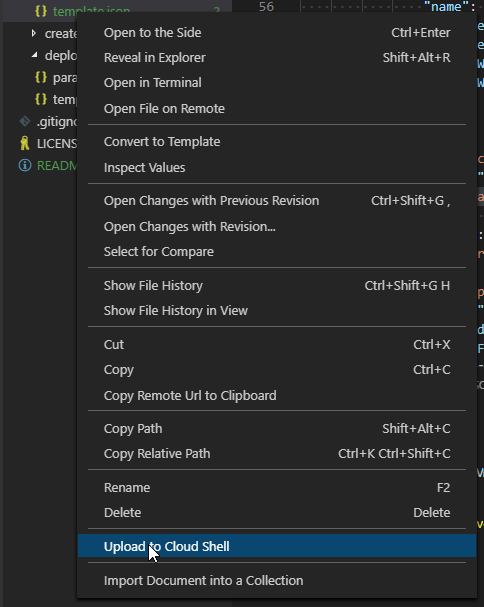 template.json 2
56 "name":
create
Open to the Side Ctrl+Enter
deplo
Reveal in Explorer Shift+Alt+R
para
Open in Terminal
temp
Open File on Remote
.gitign
LICENS
Convert to Template
README
Inspect Values
Open Changes with Previous Revision Ctrl+Shift+G ,
Open Changes with Revision...
Select for Compare
Show File History Ctrl+Shift+G H
Show File History in View
Cut Ctrl+X
Copy Ctrl+C
Copy Remote Url to Clipboard
Copy Path Shift+Alt+C
Copy Relative Path Ctrl+K Ctrl+Shift+C
Rename F2
Delete Delete
Upload to Cloud Shell
Import Document into a Collection